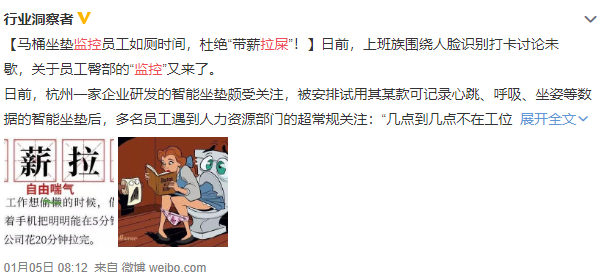 行业洞察者
【马桶坐垫监控员工如厕时间，杜绝“带薪拉屎”！】日前，上班族围绕人脸识别打卡讨论未
歇，关于员工臀部的“监控”又来了。
日前，杭州一家企业研发的智能坐垫颇受关注，被安排试用其某款可记录心跳、呼吸、坐姿等数
据的智能坐垫后，多名员工遇到人力资源部门的超常规关注：“几点到几点不在工位 展开全文
薪拉
自由喘气
工作想偷懒的时候，
着手机把明明能在5分
公司花20分钟拉完。
01月05日 08:12 来自 微博 weibo.com